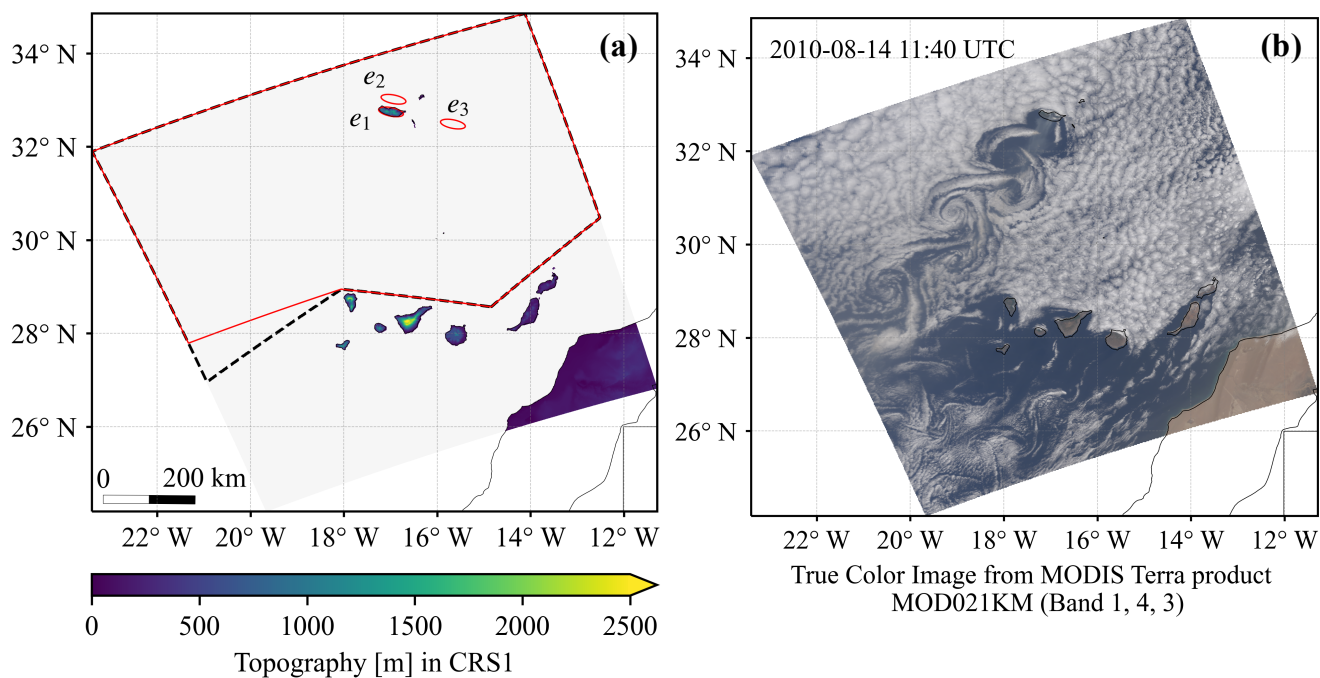 (a)
34° N
32° N
30° N
28° N
26° N
e2
e1
e3
0 200 km
22° W 20° W 18° W 16° W 14° W 12° W
0 500 1000 1500 2000 2500
Topography [m] in CRS1
2010-08-14 11:40 UTC
(b)
34° N
32° N
30° N
28° N
26° N
22° W 20° W 18° W 16° W 14° W 12° W
True Color Image from MODIS Terra product
MOD021KM (Band 1, 4, 3)